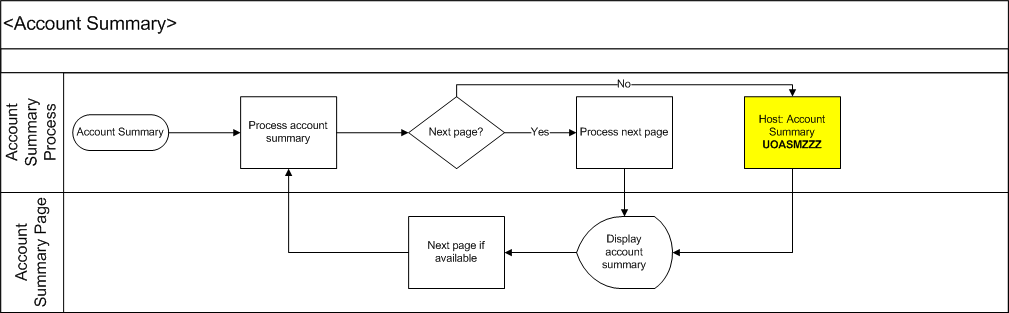 <Account Summary>
Account
Summary
Process
Account Summary
Process account
summary
Next page?
Yes
No
Process next page
Host: Account
Summary
UOASMZZZ
Account
Summary Page
Next page if
available
Display
account
summary